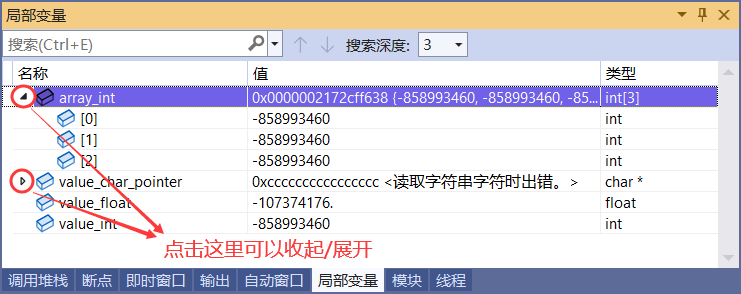 局部变量
搜索(Ctrl+E)
搜索深度: 3
名称 值 类型
array_int 0x0000002172cff638 {-858993460, -858993460, -85... int[3]
[0] -858993460 int
[1] -858993460 int
[2] -858993460 int
value_char_pointer 0xcccccccccccccccc <读取字符串字符时出错。> char *
value_float -107374176. float
value_int -858993460 int
点击这里可以收起/展开
调用堆栈 断点 即时窗口 输出 自动窗口 局部变量 模块 线程